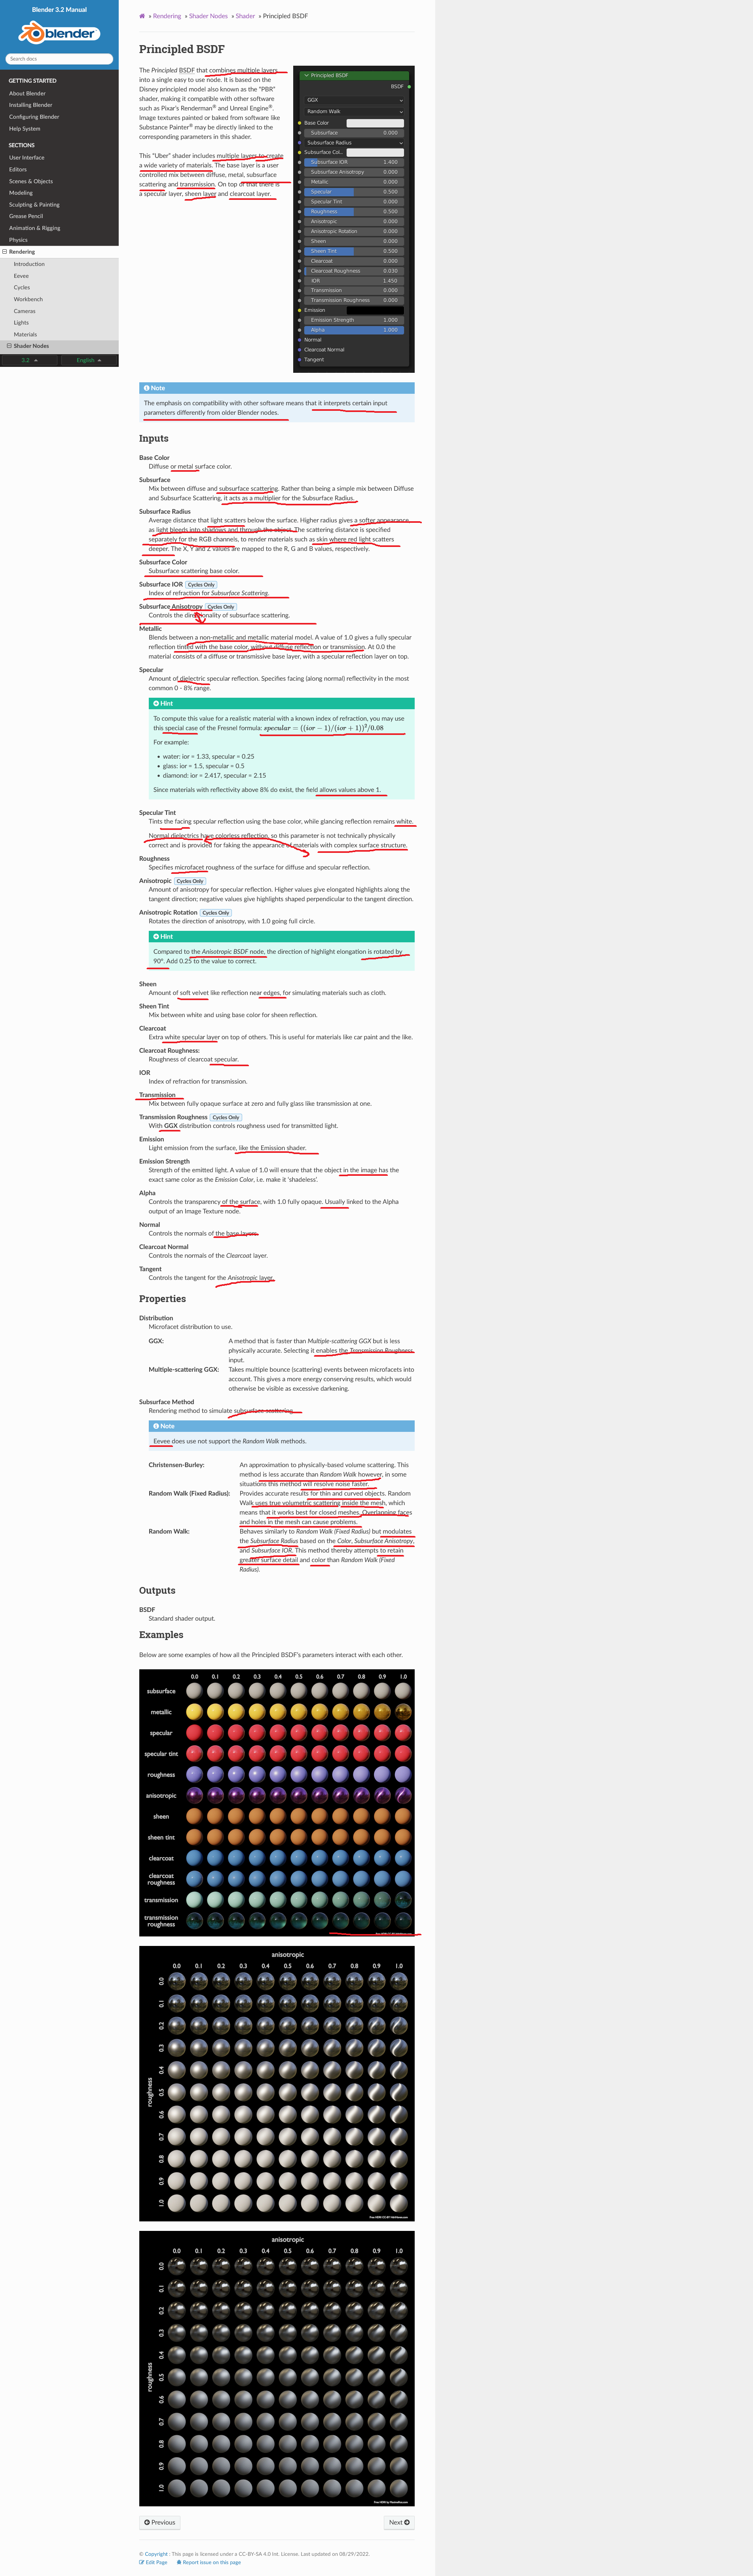 Blender 3.2 Manual
blender
Search docs
GETTING STARTED
About Blender
Installing Blender
Configuring Blender
Help System
SECTIONS
User Interface
Editors
Scenes & Objects
Modeling
Sculpting & Painting
Grease Pencil
Animation & Rigging
Physics
Rendering
Introduction
Eevee
Cycles
Workbench
Cameras
Lights
Materials
Shader Nodes
3.2
English
» Rendering » Shader Nodes » Shader » Principled BSDF
Principled BSDF
The Principled BSDF that combines multiple layers
into a single easy to use node. It is based on the
Disney principled model also known as the "PBR"
shader, making it compatible with other software
such as Pixar's Renderman® and Unreal Engine®.
Image textures painted or baked from software like
Substance Painter® may be directly linked to the
corresponding parameters in this shader.
This "Uber" shader includes multiple layers to create
a wide variety of materials. The base layer is a user
controlled mix between diffuse, metal, subsurface
scattering and transmission. On top of that there is
a specular layer, sheen layer and clearcoat layer.
Principled BSDF
BSDF
GGX
Random Walk
Base Color
Subsurface 0.000
Subsurface Radius
Subsurface Col...
Subsurface IOR 1.400
Subsurface Anisotropy 0.000
Metallic 0.000
Specular 0.500
Specular Tint 0.000
Roughness 0.500
Anisotropic 0.000
Anisotropic Rotation 0.000
Sheen 0.000
Sheen Tint 0.500
Clearcoat 0.000
Clearcoat Roughness 0.030
IOR 1.450
Transmission 0.000
Transmission Roughness 0.000
Emission
Emission Strength 1.000
Alpha 1.000
Normal
Clearcoat Normal
Tangent
Note
The emphasis on compatibility with other software means that it interprets certain input
parameters differently from older Blender nodes.
Inputs
Base Color
Diffuse or metal surface color.
Subsurface
Mix between diffuse and subsurface scattering. Rather than being a simple mix between Diffuse
and Subsurface Scattering, it acts as a multiplier for the Subsurface Radius.
Subsurface Radius
Average distance that light scatters below the surface. Higher radius gives a softer appearance,
as light bleeds into shadows and through the object. The scattering distance is specified
separately for the RGB channels, to render materials such as skin where red light scatters
deeper. The X, Y and Z values are mapped to the R, G and B values, respectively.
Subsurface Color
Subsurface scattering base color.
Subsurface IOR Cycles Only
Index of refraction for Subsurface Scattering.
Subsurface Anisotropy Cycles Only
Controls the directionality of subsurface scattering.
Metallic
Blends between a non-metallic and metallic material model. A value of 1.0 gives a fully specular
reflection tinted with the base color, without diffuse reflection or transmission. At 0.0 the
material consists of a diffuse or transmissive base layer, with a specular reflection layer on top.
Specular
Amount of dielectric specular reflection. Specifies facing (along normal) reflectivity in the most
common 0 - 8% range.
Hint
To compute this value for a realistic material with a known index of refraction, you may use
this special case of the Fresnel formula: specular = ((ior − 1)/(ior + 1))²/0.08
For example:
• water: ior = 1.33, specular = 0.25
• glass: ior = 1.5, specular = 0.5
• diamond: ior = 2.417, specular = 2.15
Since materials with reflectivity above 8% do exist, the field allows values above 1.
Specular Tint
Tints the facing specular reflection using the base color, while glancing reflection remains white.
Normal dielectrics have colorless reflection, so this parameter is not technically physically
correct and is provided for faking the appearance of materials with complex surface structure.
Roughness
Specifies microfacet roughness of the surface for diffuse and specular reflection.
Anisotropic Cycles Only
Amount of anisotropy for specular reflection. Higher values give elongated highlights along the
tangent direction; negative values give highlights shaped perpendicular to the tangent direction.
Anisotropic Rotation Cycles Only
Rotates the direction of anisotropy, with 1.0 going full circle.
Hint
Compared to the Anisotropic BSDF node, the direction of highlight elongation is rotated by
90°. Add 0.25 to the value to correct.
Sheen
Amount of soft velvet like reflection near edges, for simulating materials such as cloth.
Sheen Tint
Mix between white and using base color for sheen reflection.
Clearcoat
Extra white specular layer on top of others. This is useful for materials like car paint and the like.
Clearcoat Roughness:
Roughness of clearcoat specular.
IOR
Index of refraction for transmission.
Transmission
Mix between fully opaque surface at zero and fully glass like transmission at one.
Transmission Roughness Cycles Only
With GGX distribution controls roughness used for transmitted light.
Emission
Light emission from the surface, like the Emission shader.
Emission Strength
Strength of the emitted light. A value of 1.0 will ensure that the object in the image has the
exact same color as the Emission Color, i.e. make it 'shadeless'.
Alpha
Controls the transparency of the surface, with 1.0 fully opaque. Usually linked to the Alpha
output of an Image Texture node.
Normal
Controls the normals of the base layers.
Clearcoat Normal
Controls the normals of the Clearcoat layer.
Tangent
Controls the tangent for the Anisotropic layer.
Properties
Distribution
Microfacet distribution to use.
GGX: A method that is faster than Multiple-scattering GGX but is less
physically accurate. Selecting it enables the Transmission Roughness
input.
Multiple-scattering GGX: Takes multiple bounce (scattering) events between microfacets into
account. This gives a more energy conserving results, which would
otherwise be visible as excessive darkening.
Subsurface Method
Rendering method to simulate subsurface scattering.
Note
Eevee does use not support the Random Walk methods.
Christensen-Burley: An approximation to physically-based volume scattering. This
method is less accurate than Random Walk however, in some
situations this method will resolve noise faster.
Random Walk (Fixed Radius): Provides accurate results for thin and curved objects. Random
Walk uses true volumetric scattering inside the mesh, which
means that it works best for closed meshes. Overlapping faces
and holes in the mesh can cause problems.
Random Walk: Behaves similarly to Random Walk (Fixed Radius) but modulates
the Subsurface Radius based on the Color, Subsurface Anisotropy,
and Subsurface IOR. This method thereby attempts to retain
greater surface detail and color than Random Walk (Fixed
Radius).
Outputs
BSDF
Standard shader output.
Examples
Below are some examples of how all the Principled BSDF's parameters interact with each other.
0.0 0.1 0.2 0.3 0.4 0.5 0.6 0.7 0.8 0.9 1.0
subsurface
metallic
specular
specular tint
roughness
anisotropic
sheen
sheen tint
clearcoat
clearcoat
roughness
transmission
transmission
roughness
anisotropic
0.0 0.1 0.2 0.3 0.4 0.5 0.6 0.7 0.8 0.9 1.0
roughness
0.0
0.1
0.2
0.3
0.4
0.5
0.6
0.7
0.8
0.9
1.0
anisotropic
0.0 0.1 0.2 0.3 0.4 0.5 0.6 0.7 0.8 0.9 1.0
roughness
0.0
0.1
0.2
0.3
0.4
0.5
0.6
0.7
0.8
0.9
1.0
Previous
Next
© Copyright : This page is licensed under a CC-BY-SA 4.0 Int. License. Last updated on 08/29/2022.
Edit Page Report issue on this page